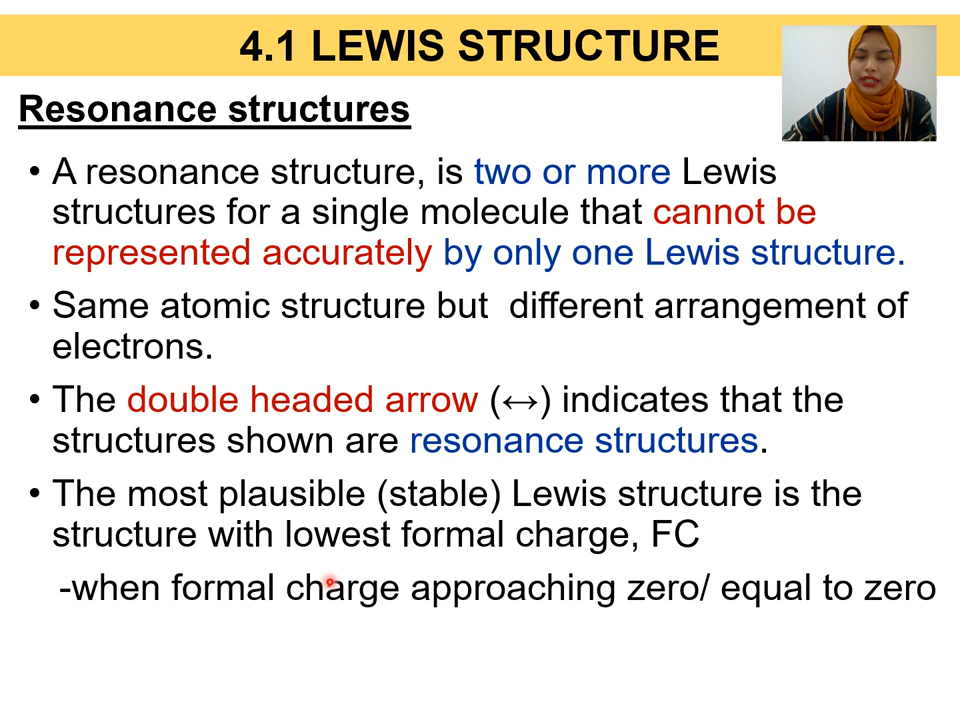 4.1 LEWIS STRUCTURE
Resonance structures
• A resonance structure, is two or more Lewis
structures for a single molecule that cannot be
represented accurately by only one Lewis structure.
• Same atomic structure but different arrangement of
electrons.
• The double headed arrow (↔) indicates that the
structures shown are resonance structures.
• The most plausible (stable) Lewis structure is the
structure with lowest formal charge, FC
-when formal charge approaching zero/ equal to zero